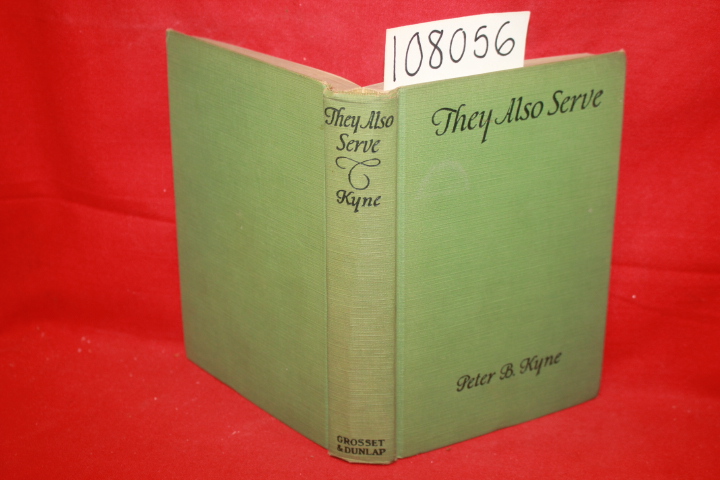 108056
They Also
Serve
Kyne
GROSSET
& DUNLAP
They Also Serve
Peter B. Kyne